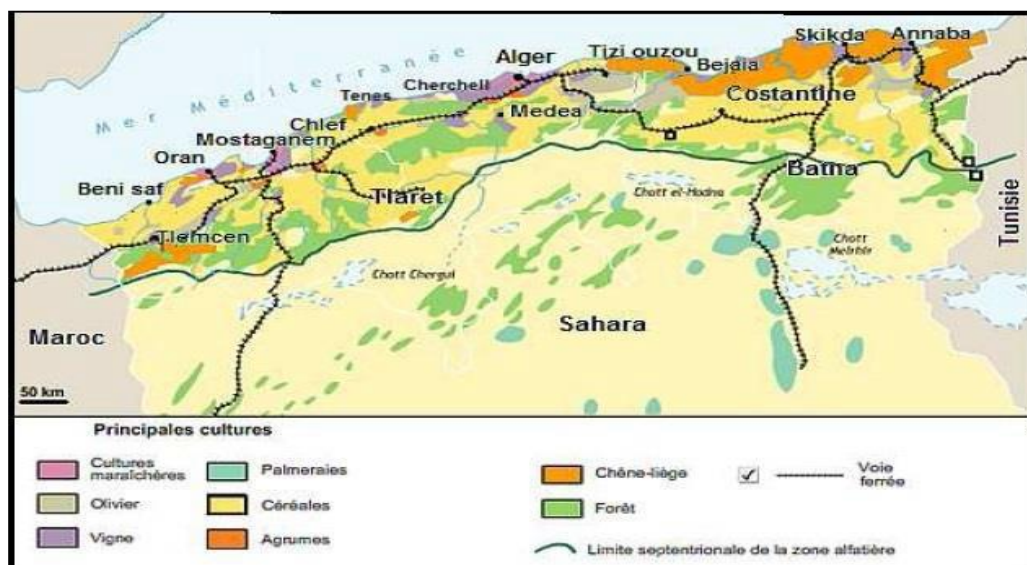 Mer Méditerranée
Skikda
Annaba
Alger
Tizi ouzou
Bejaia
Cherchell
Tenes
Costantine
Medea
Chlef
Mostaganem
Oran
Batna
Beni saf
Tiaret
Chott el-Hodna
Tunisie
Tlemcen
Chott Melrhir
Chott Chergui
Sahara
Maroc
50 km
Principales cultures
Cultures maraîchères
Palmeraies
Chêne-liège
Voie ferrée
Olivier
Céréales
Forêt
Vigne
Agrumes
Limite septentrionale de la zone alfatière